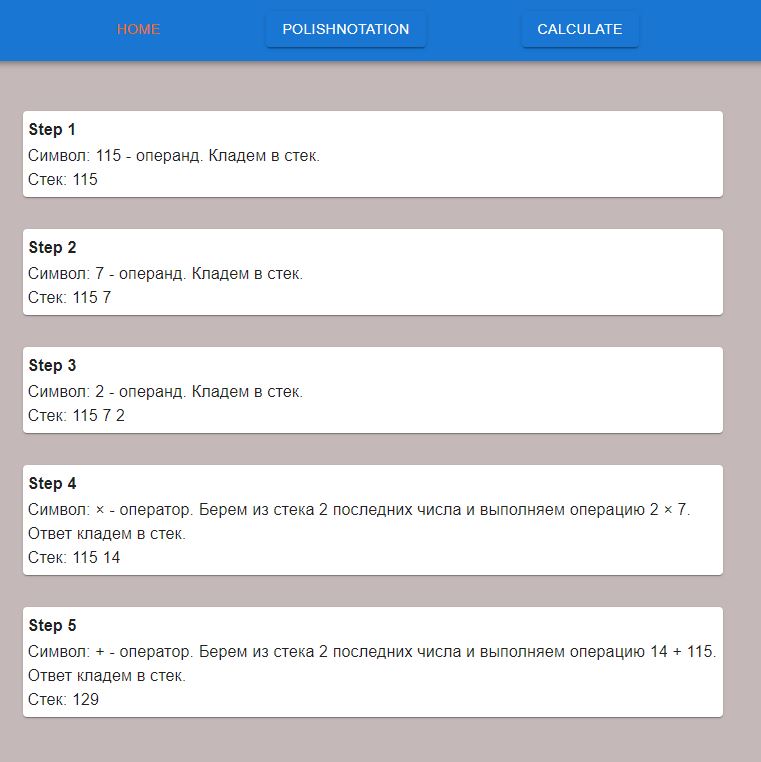 HOME POLISHNOTATION CALCULATE
Step 1
Символ: 115 - операнд. Кладем в стек.
Стек: 115
Step 2
Символ: 7 - операнд. Кладем в стек.
Стек: 115 7
Step 3
Символ: 2 - операнд. Кладем в стек.
Стек: 115 7 2
Step 4
Символ: × - оператор. Берем из стека 2 последних числа и выполняем операцию 2 × 7.
Ответ кладем в стек.
Стек: 115 14
Step 5
Символ: + - оператор. Берем из стека 2 последних числа и выполняем операцию 14 + 115.
Ответ кладем в стек.
Стек: 129